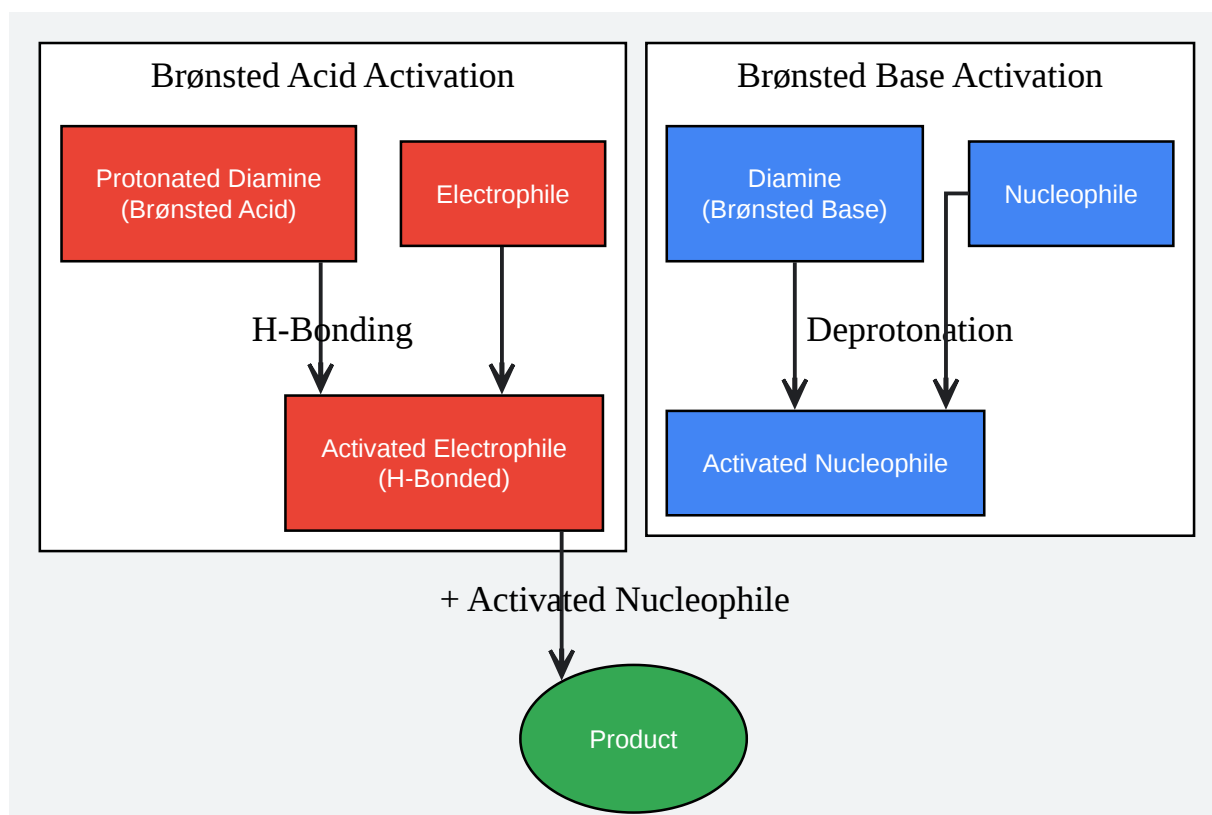 Brønsted Acid Activation
Protonated Diamine
(Brønsted Acid)
Electrophile
H-Bonding
Activated Electrophile
(H-Bonded)
Brønsted Base Activation
Diamine
(Brønsted Base)
Nucleophile
Deprotonation
Activated Nucleophile
+ Activated Nucleophile
Product